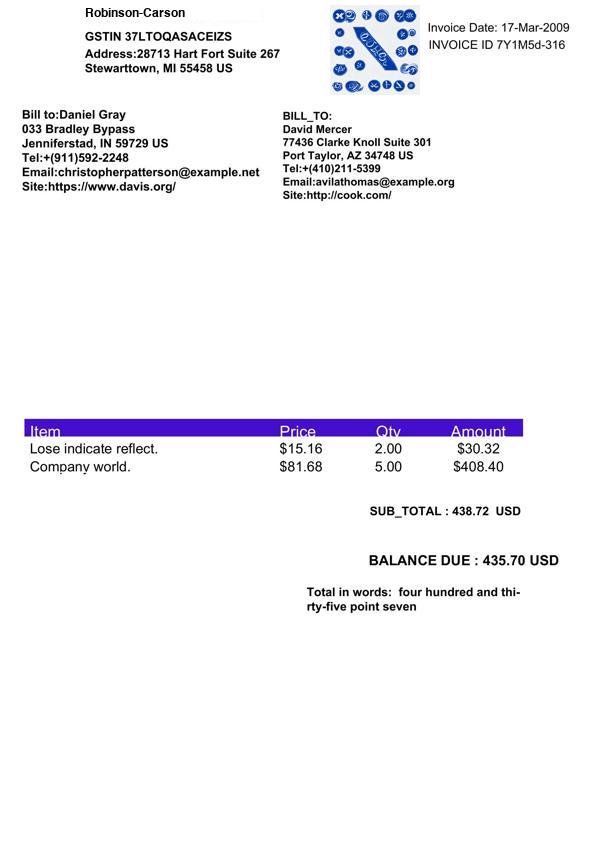 Robinson-Carson
GSTIN 37LTOQASACEIZS
Address:28713 Hart Fort Suite 267
Stewarttown, MI 55458 US
Invoice Date: 17-Mar-2009
INVOICE ID 7Y1M5d-316
Bill to:Daniel Gray
033 Bradley Bypass
Jenniferstad, IN 59729 US
Tel:+(911)592-2248
Email:christopherpatterson@example.net
Site:https://www.davis.org/
BILL_TO:
David Mercer
77436 Clarke Knoll Suite 301
Port Taylor, AZ 34748 US
Tel:+(410)211-5399
Email:avilathomas@example.org
Site:http://cook.com/
Item Price Qty Amount
Lose indicate reflect. $15.16 2.00 $30.32
Company world. $81.68 5.00 $408.40
SUB_TOTAL : 438.72 USD
BALANCE DUE : 435.70 USD
Total in words: four hundred and thi-
rty-five point seven